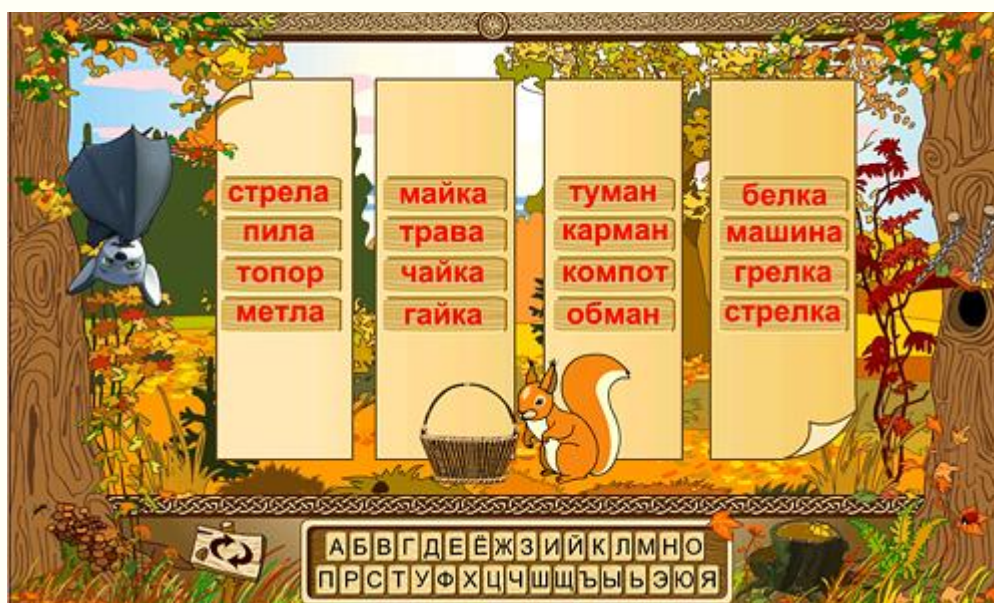 стрела
пила
топор
метла
майка
трава
чайка
гайка
туман
карман
компот
обман
белка
машина
грелка
стрелка
АБВГДЕЁЖЗИЙКЛМНО
ПРСТУФХЦЧШЩЪЫЬЭЮЯ